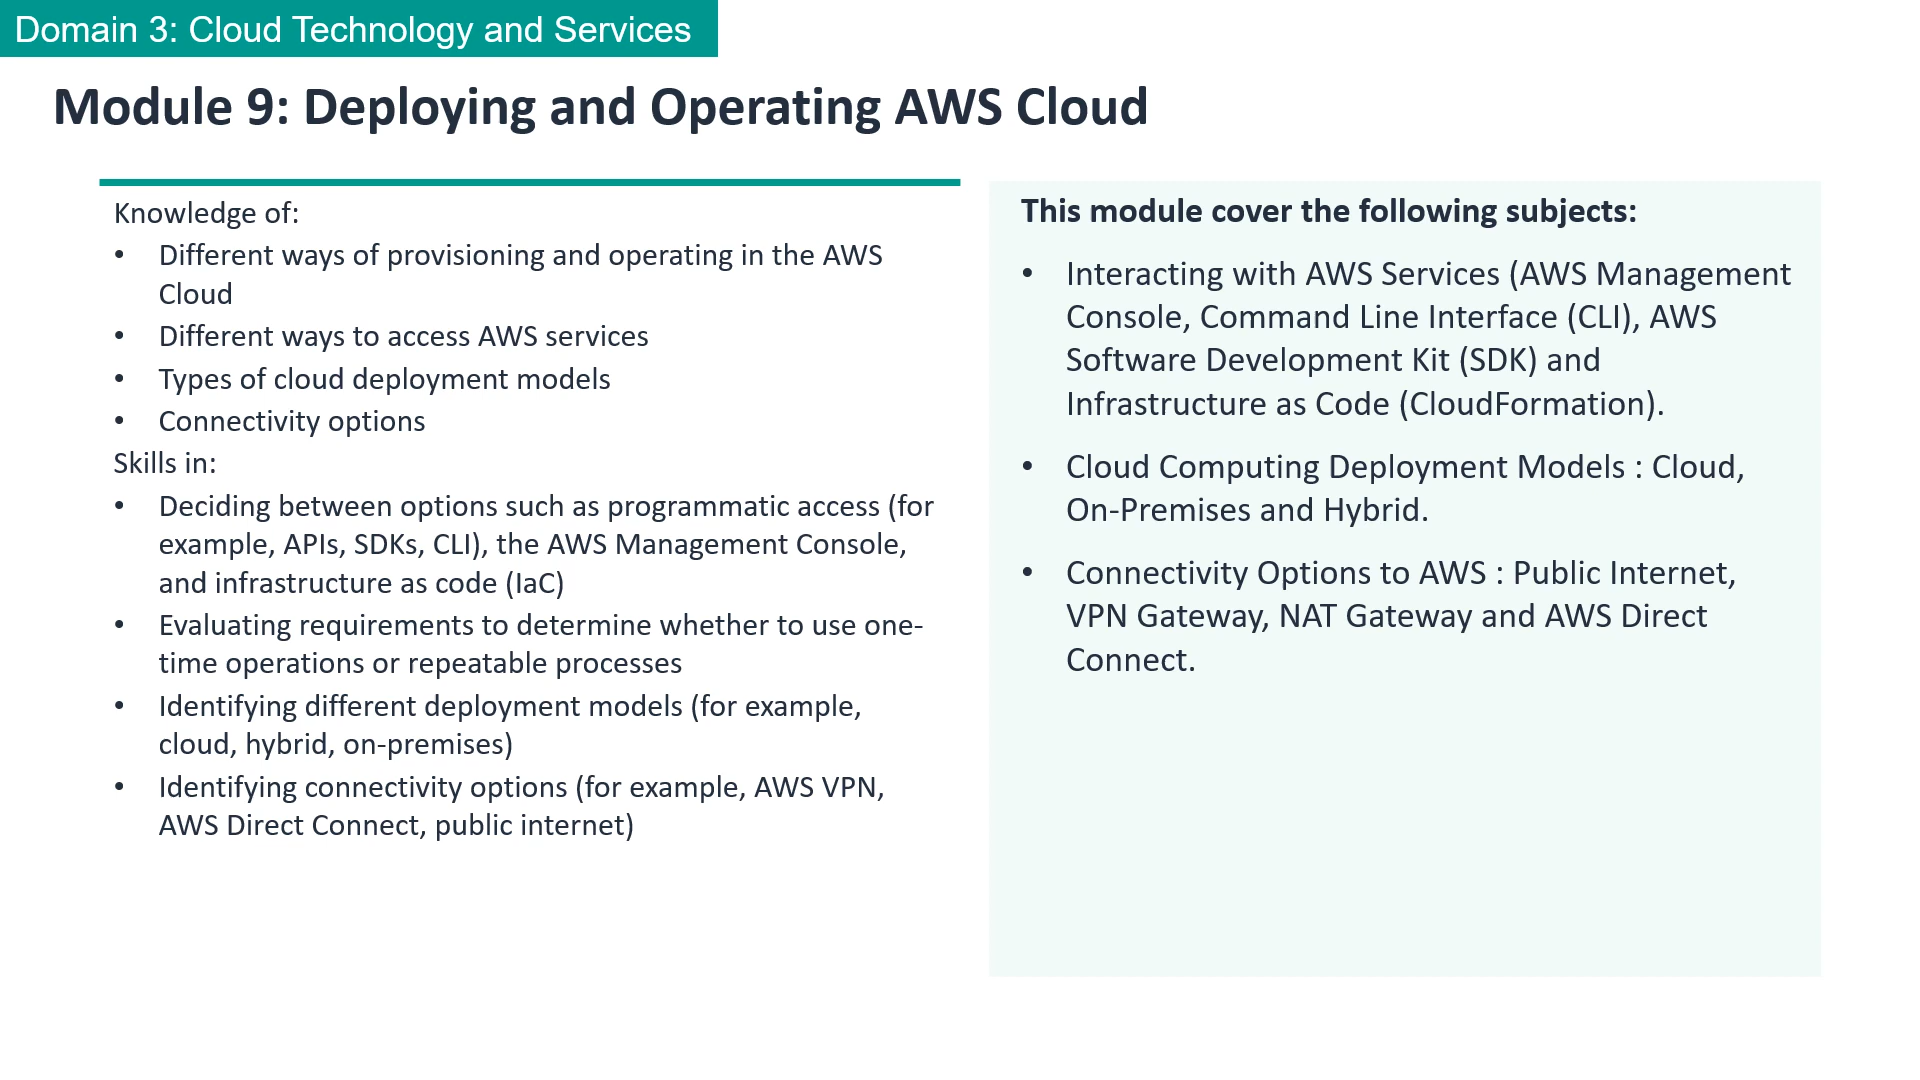 Domain 3: Cloud Technology and Services
Module 9: Deploying and Operating AWS Cloud
Knowledge of:
• Different ways of provisioning and operating in the AWS
Cloud
• Different ways to access AWS services
• Types of cloud deployment models
• Connectivity options
Skills in:
• Deciding between options such as programmatic access (for
example, APIs, SDKs, CLI), the AWS Management Console,
and infrastructure as code (IaC)
• Evaluating requirements to determine whether to use one-
time operations or repeatable processes
• Identifying different deployment models (for example,
cloud, hybrid, on-premises)
• Identifying connectivity options (for example, AWS VPN,
AWS Direct Connect, public internet)
This module cover the following subjects:
• Interacting with AWS Services (AWS Management
Console, Command Line Interface (CLI), AWS
Software Development Kit (SDK) and
Infrastructure as Code (CloudFormation).
• Cloud Computing Deployment Models : Cloud,
On-Premises and Hybrid.
• Connectivity Options to AWS : Public Internet,
VPN Gateway, NAT Gateway and AWS Direct
Connect.